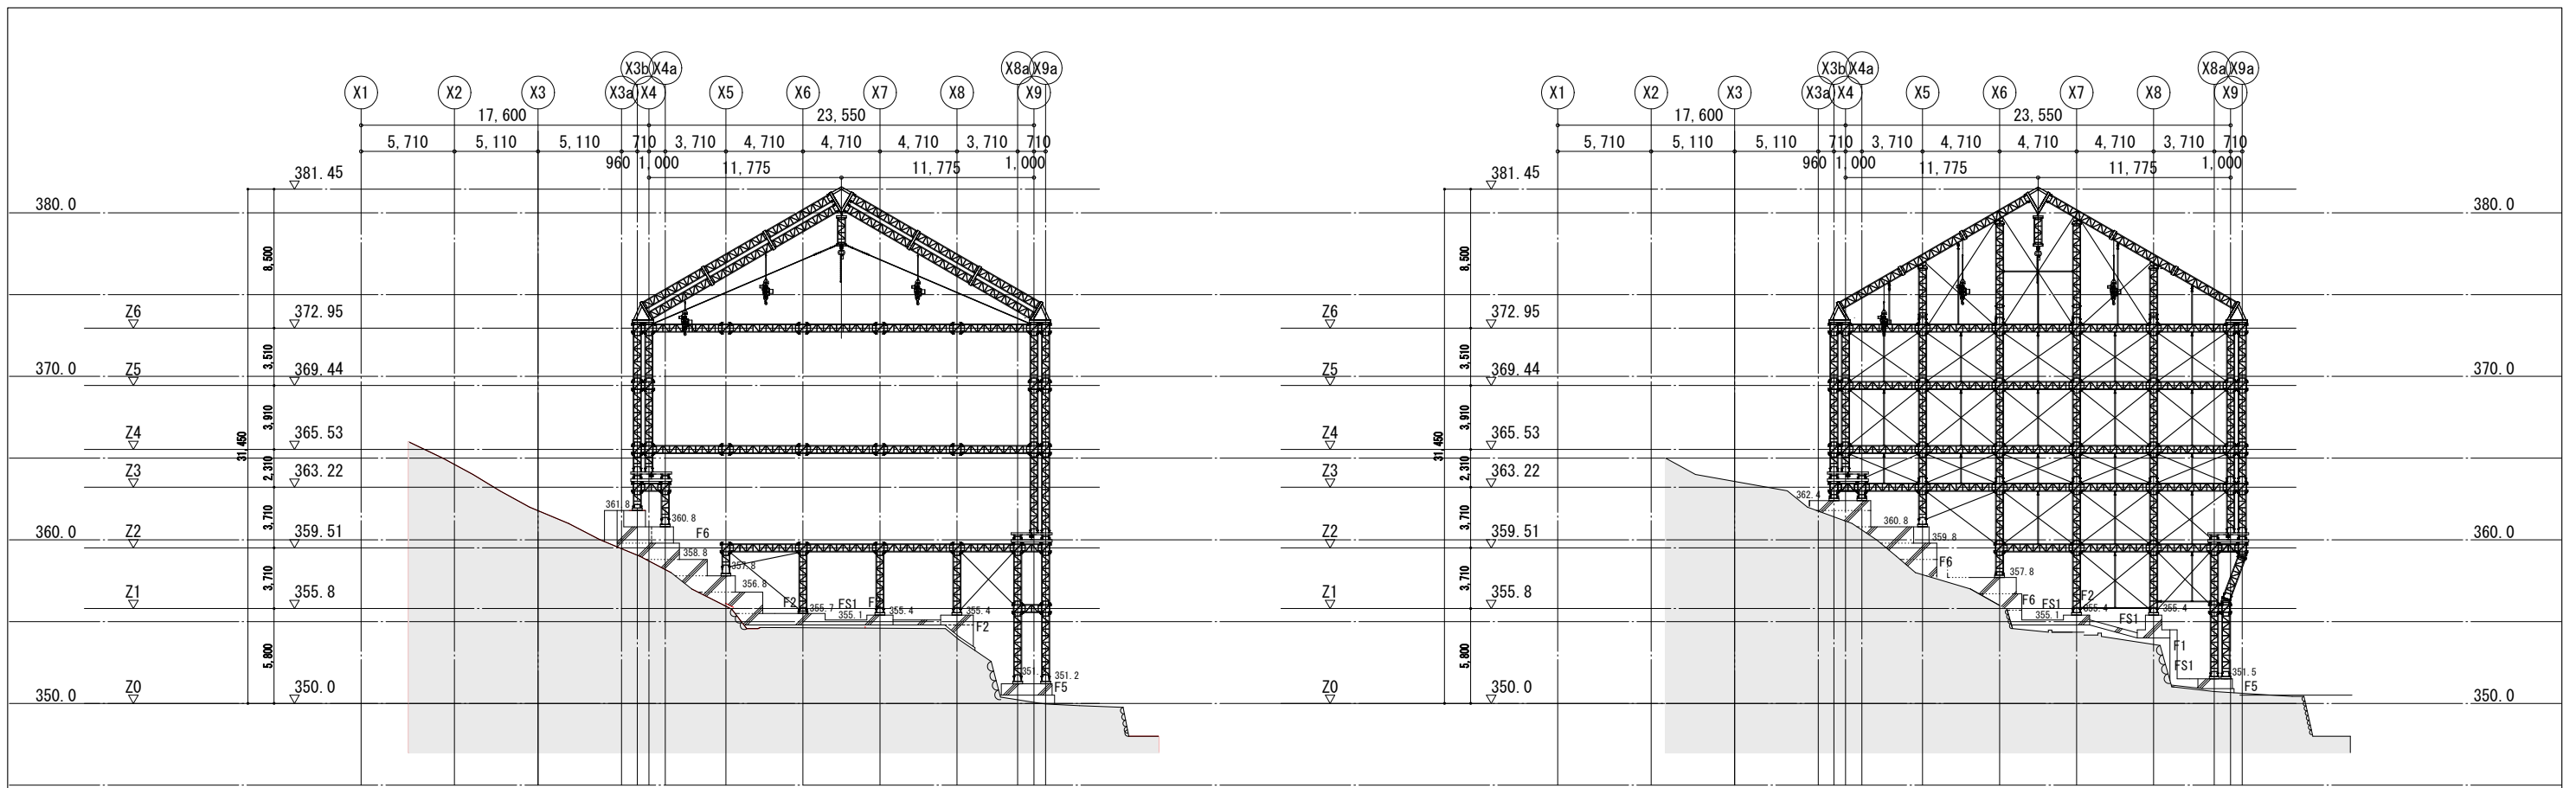 X3b X4a X8a X9a
X1 X2 X3 X3a X4 X5 X6 X7 X8 X9
17,600 23,550
5,710 5,110 5,110 710 3,710 4,710 4,710 4,710 3,710 710
960 1,000 1,000
11,775 11,775
381.45
380.0
8,500
Z6 372.95
3,510
370.0 Z5 369.44
3,910
31,450
Z4 365.53
2,310
Z3 363.22
3,710
361.8
360.8
F6
360.0 Z2 359.51
358.8
357.8
3,710
356.8
Z1 355.8
F2 355.7 FS1 355.1 355.4 355.4
F2
5,800
351.2
F5
350.0 Z0 350.0
X3b X4a X8a X9a
X1 X2 X3 X3a X4 X5 X6 X7 X8 X9
17,600 23,550
5,710 5,110 5,110 710 3,710 4,710 4,710 4,710 3,710 710
960 1,000 1,000
11,775 11,775
381.45
380.0
8,500
Z6 372.95
3,510
Z5 369.44 370.0
3,910
31,450
Z4 365.53
2,310
Z3 363.22
3,710
362.4
360.8
Z2 359.51 360.0
359.8
F6
357.8
3,710
Z1 355.8
F6 FS1 F2
355.1 355.4 FS1 355.4
F1
5,800
FS1
351.5
F5
Z0 350.0 350.0